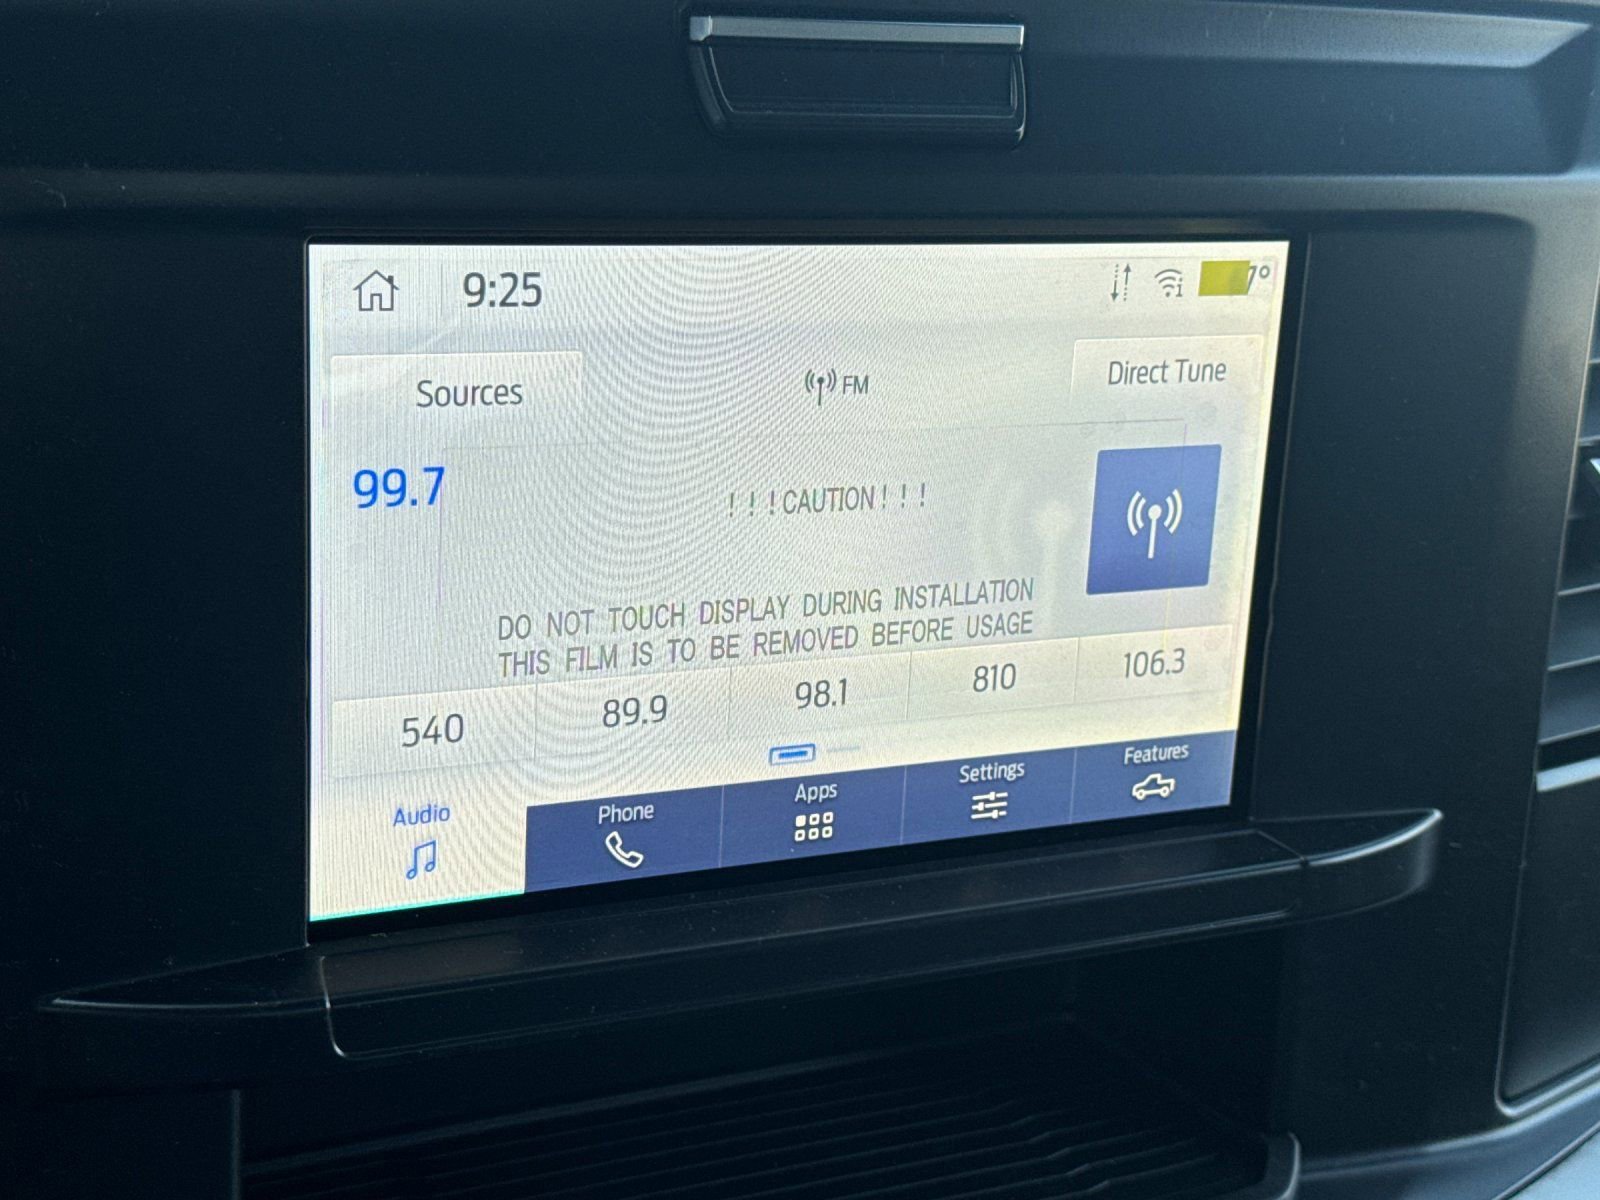 9:25
7°
Sources
FM
Direct Tune
99.7
! ! ! CAUTION ! ! !
DO NOT TOUCH DISPLAY DURING INSTALLATION
THIS FILM IS TO BE REMOVED BEFORE USAGE
540
89.9
98.1
810
106.3
Audio
Phone
Apps
Settings
Features